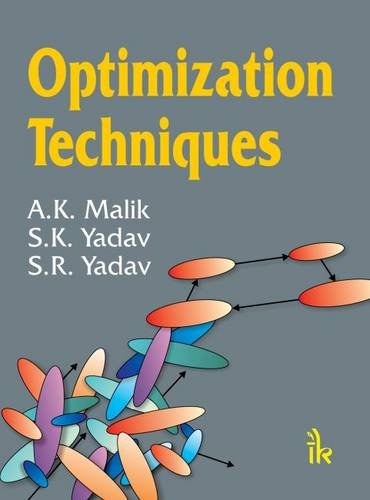 Optimization
Techniques
A.K. Malik
S.K. Yadav
S.R. Yadav
ik